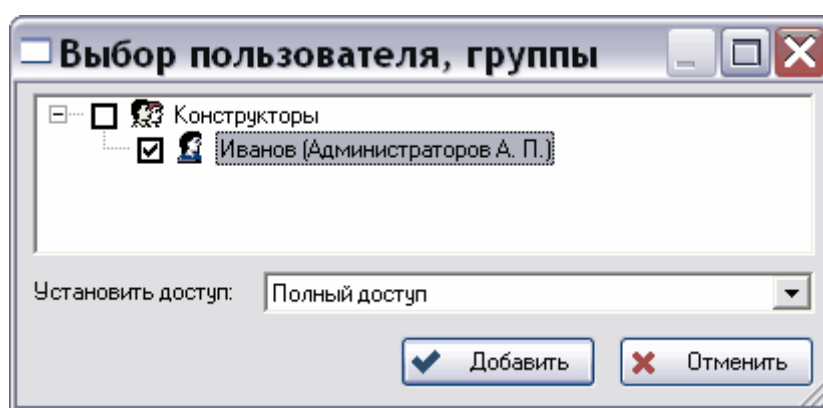 Выбор пользователя, группы
Конструкторы
Иванов (Администраторов А. П.)
Установить доступ: Полный доступ
Добавить Отменить